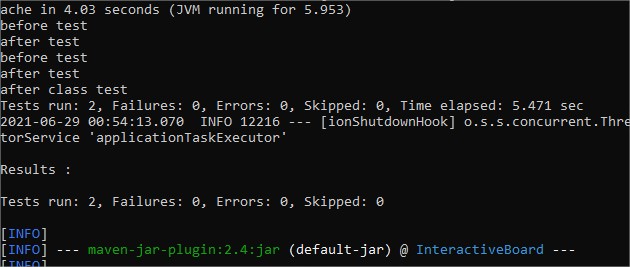 ache in 4.03 seconds (JVM running for 5.953)
before test
after test
before test
after test
after class test
Tests run: 2, Failures: 0, Errors: 0, Skipped: 0, Time elapsed: 5.471 sec
2021-06-29 00:54:13.070  INFO 12216 --- [ionShutdownHook] o.s.s.concurrent.Thre
torService 'applicationTaskExecutor'
Results :
Tests run: 2, Failures: 0, Errors: 0, Skipped: 0
[INFO]
[INFO] --- maven-jar-plugin:2.4:jar (default-jar) @ InteractiveBoard ---
[INFO]